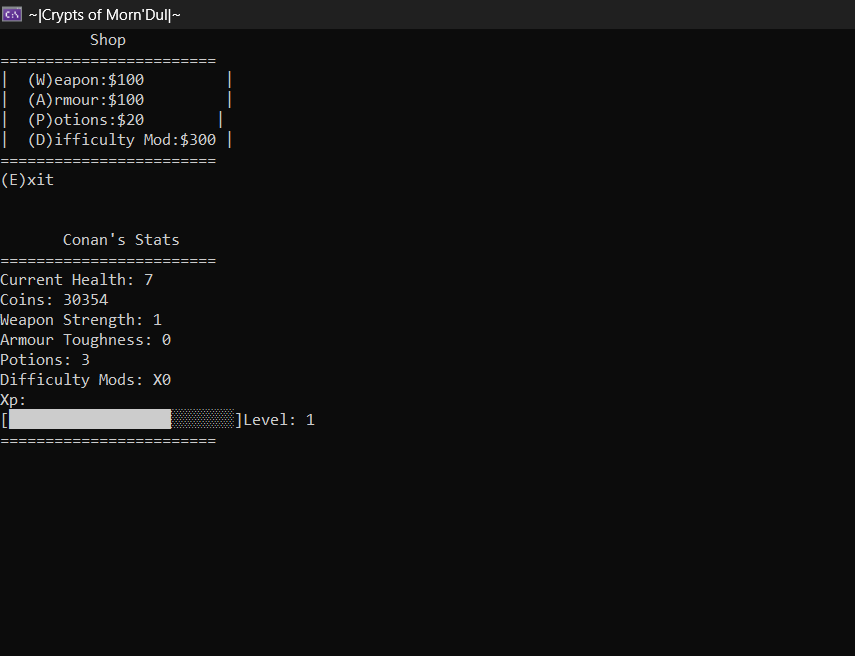 ~|Crypts of Morn'Dul|~
Shop
========================
|  (W)eapon:$100         |
|  (A)rmour:$100         |
|  (P)otions:$20        |
|  (D)ifficulty Mod:$300 |
========================
(E)xit
Conan's Stats
========================
Current Health: 7
Coins: 30354
Weapon Strength: 1
Armour Toughness: 0
Potions: 3
Difficulty Mods: X0
Xp:
[██████████████████░░░░░░░]Level: 1
========================